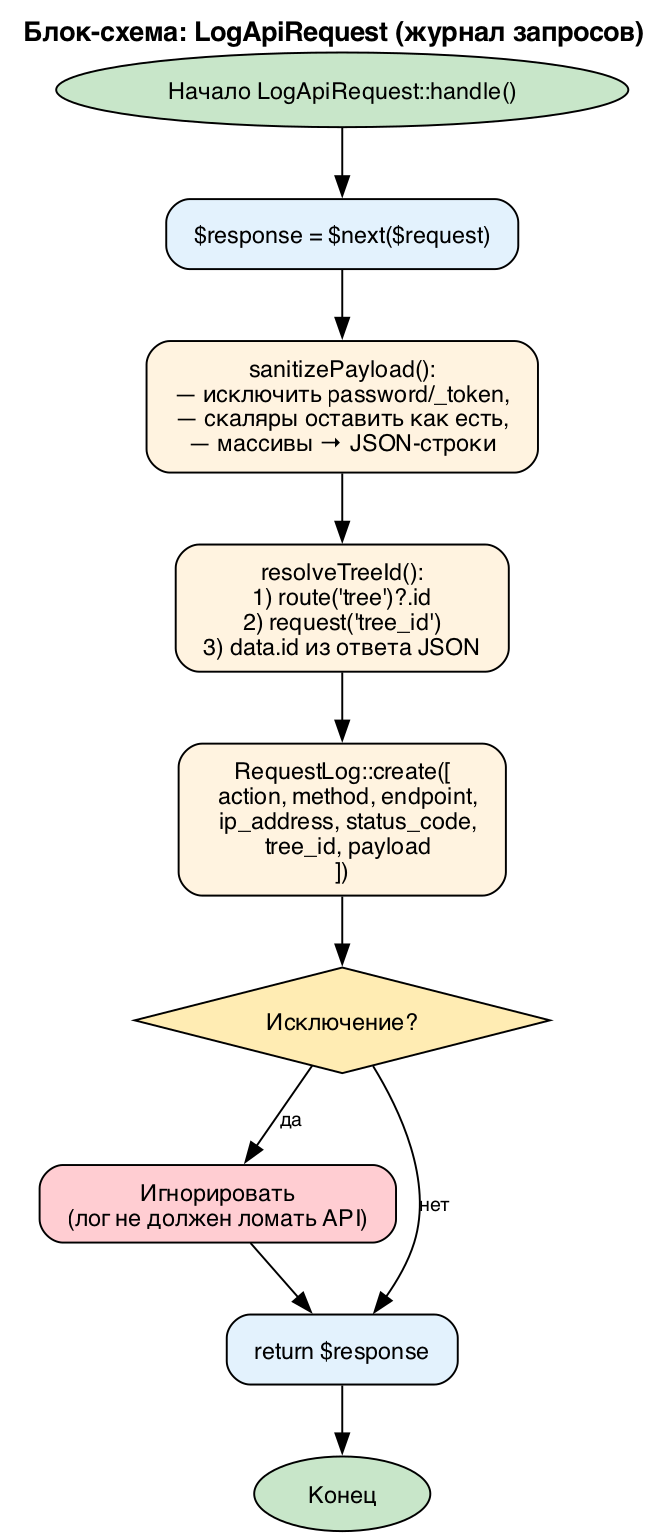 Блок-схема: LogApiRequest (журнал запросов)
Начало LogApiRequest::handle()
$response = $next($request)
sanitizePayload():
— исключить password/_token,
— скаляры оставить как есть,
— массивы → JSON-строки
resolveTreeId():
1) route('tree')?.id
2) request('tree_id')
3) data.id из ответа JSON
RequestLog::create([
action, method, endpoint,
ip_address, status_code,
tree_id, payload
])
Исключение?
да
Игнорировать
(лог не должен ломать API)
нет
return $response
Конец